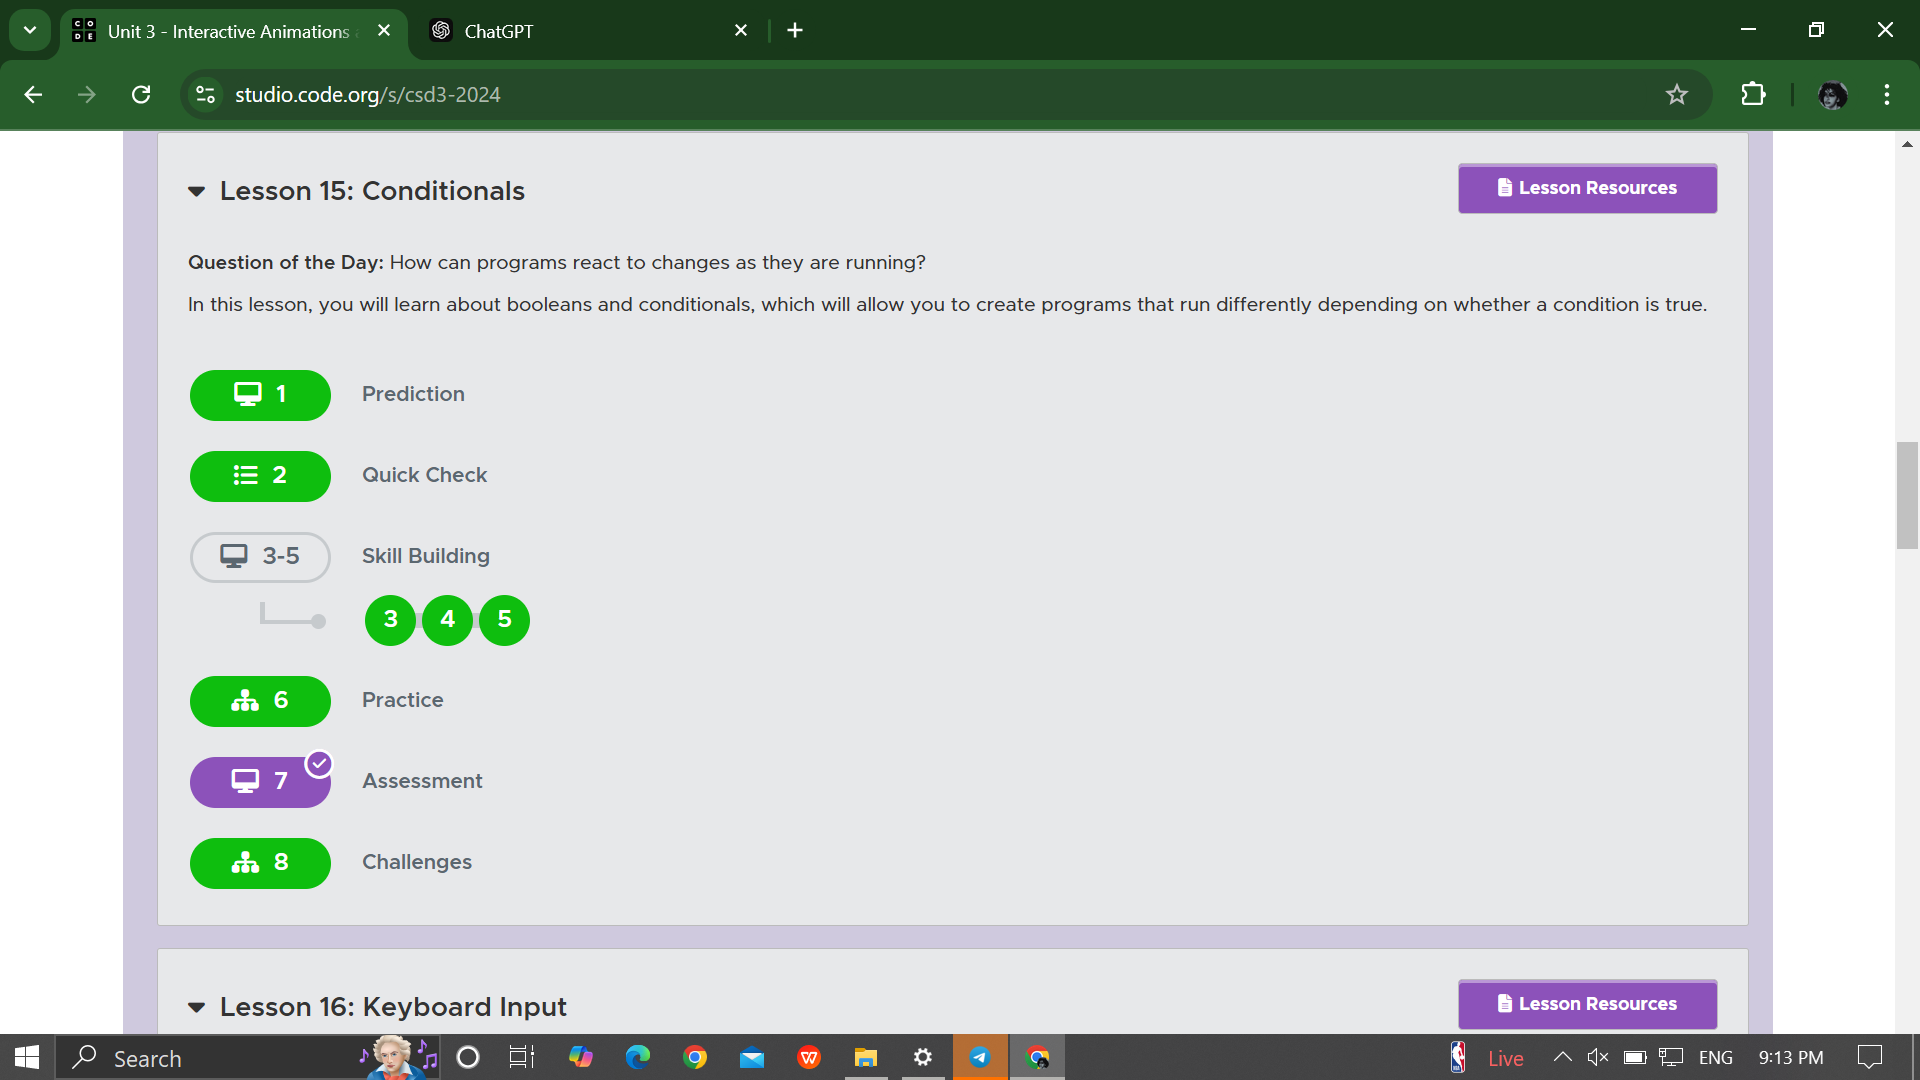 Unit 3 - Interactive Animations
ChatGPT
studio.code.org/s/csd3-2024
Lesson 15: Conditionals
Lesson Resources
Question of the Day: How can programs react to changes as they are running?
In this lesson, you will learn about booleans and conditionals, which will allow you to create programs that run differently depending on whether a condition is true.
1 Prediction
2 Quick Check
3-5 Skill Building
3 4 5
6 Practice
7 Assessment
8 Challenges
Lesson 16: Keyboard Input
Lesson Resources
Search
Live
ENG
9:13 PM